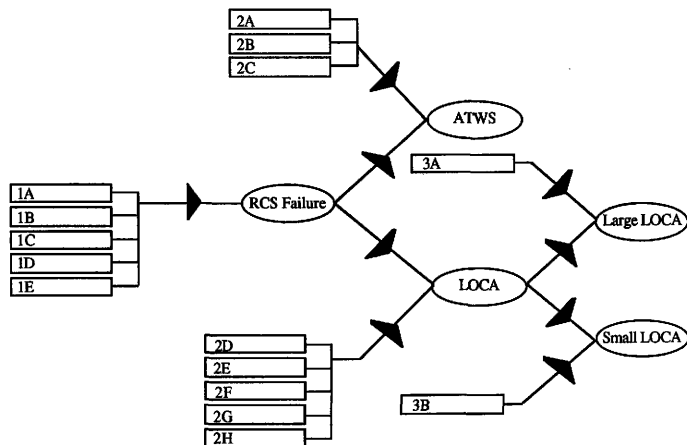 2A
2B
2C
ATWS
3A
1A
1B
1C
1D
1E
RCS Failure
Large LOCA
LOCA
2D
2E
2F
2G
2H
Small LOCA
3B